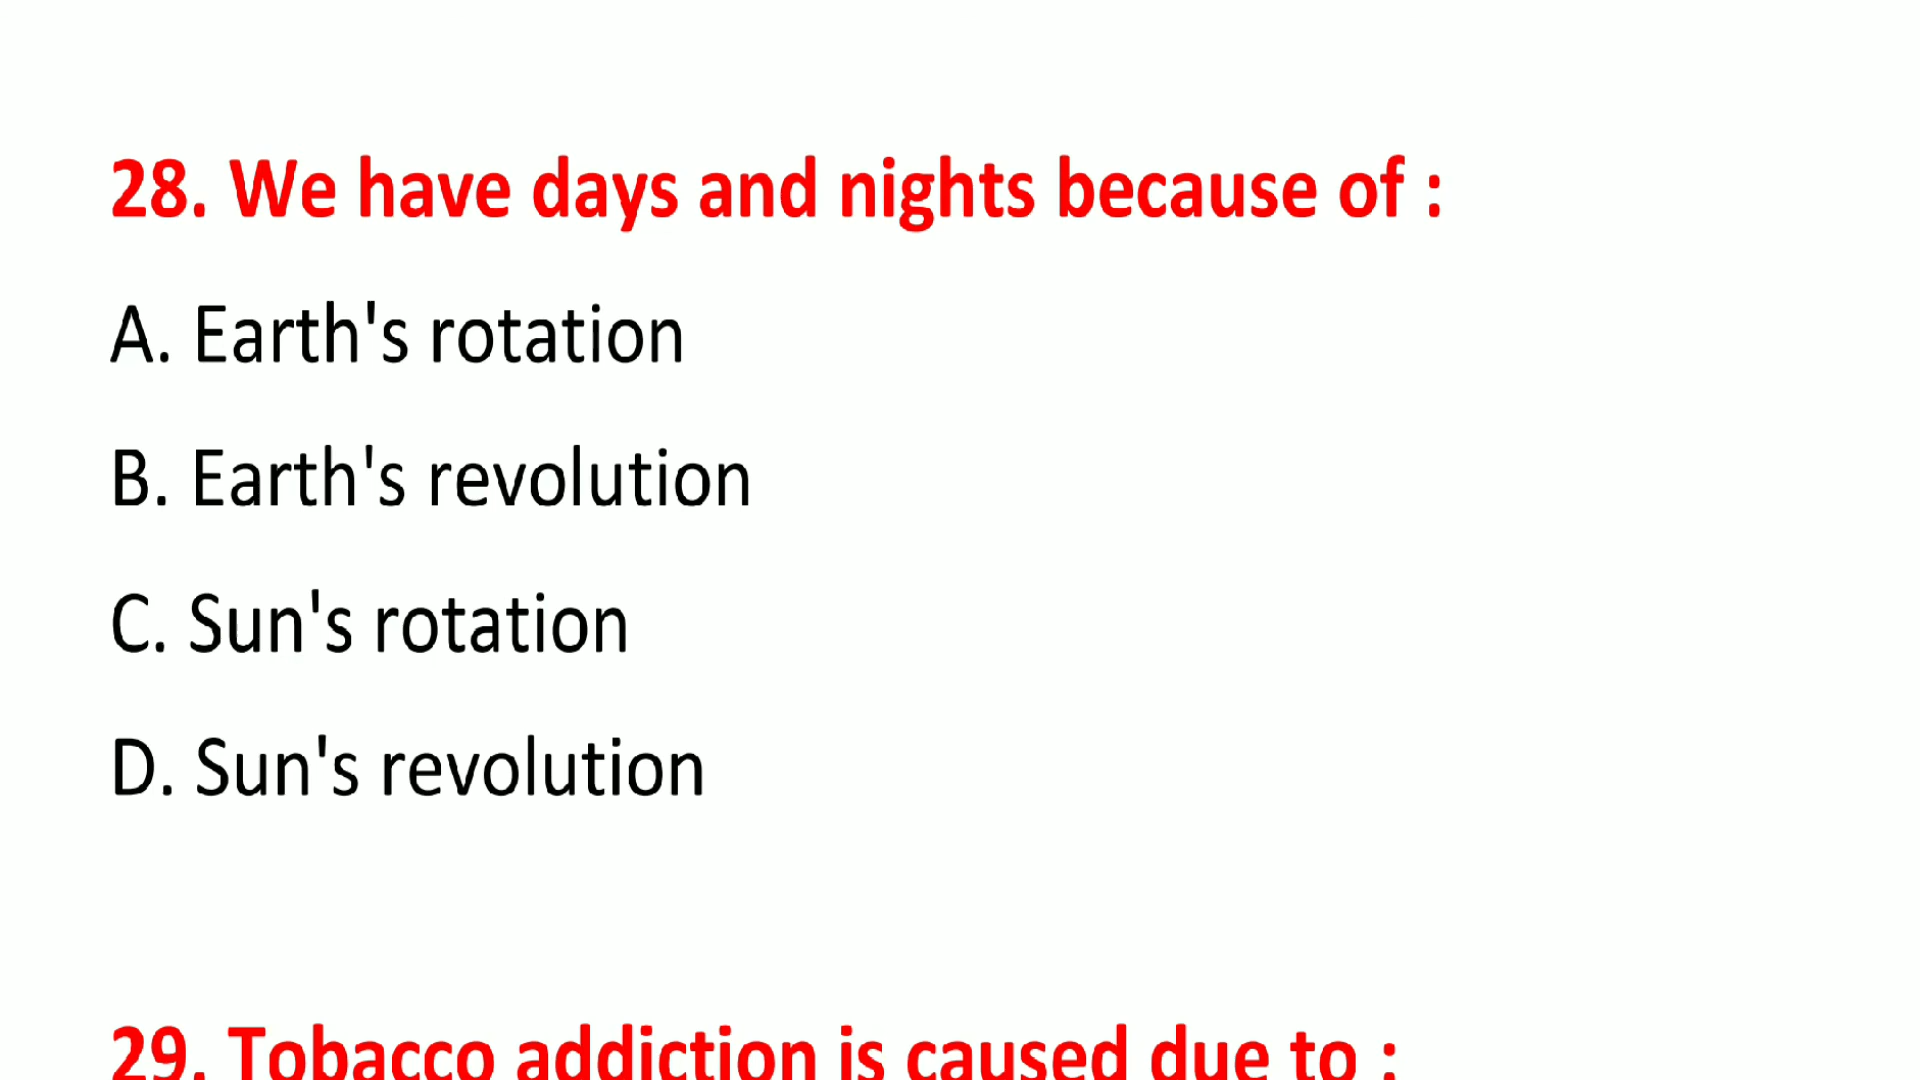 28. We have days and nights because of :
A. Earth's rotation
B. Earth's revolution
C. Sun's rotation
D. Sun's revolution
29. Tobacco addiction is caused due to :